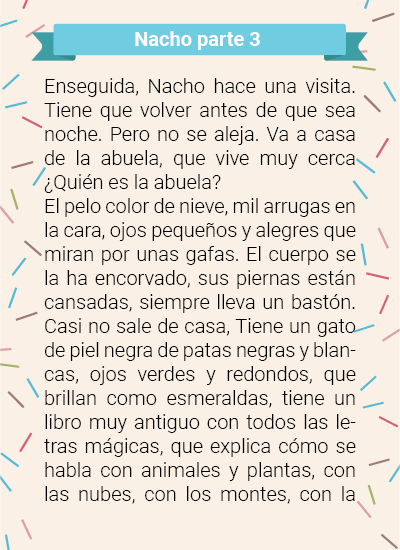 Nacho parte 3
Enseguida, Nacho hace una visita.
Tiene que volver antes de que sea
noche. Pero no se aleja. Va a casa
de la abuela, que vive muy cerca
¿Quién es la abuela?
El pelo color de nieve, mil arrugas en
la cara, ojos pequeños y alegres que
miran por unas gafas. El cuerpo se
la ha encorvado, sus piernas están
cansadas, siempre lleva un bastón.
Casi no sale de casa, Tiene un gato
de piel negra de patas negras y blan-
cas, ojos verdes y redondos, que
brillan como esmeraldas, tiene un
libro muy antiguo con todos las le-
tras mágicas, que explica cómo se
habla con animales y plantas, con
las nubes, con los montes, con la